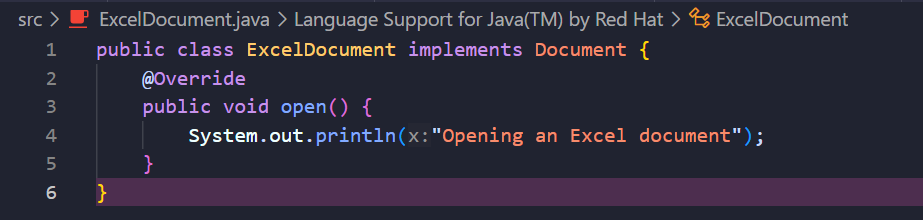 src > ExcelDocument.java > Language Support for Java(TM) by Red Hat > ExcelDocument
1 public class ExcelDocument implements Document {
2     @Override
3     public void open() {
4         System.out.println(x:"Opening an Excel document");
5     }
6 }